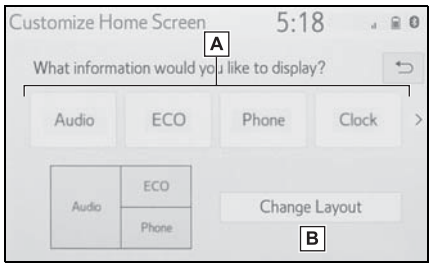 Customize Home Screen 5:18
A
What information would you like to display?
Audio ECO Phone Clock >
Audio ECO
Phone
Change Layout
B